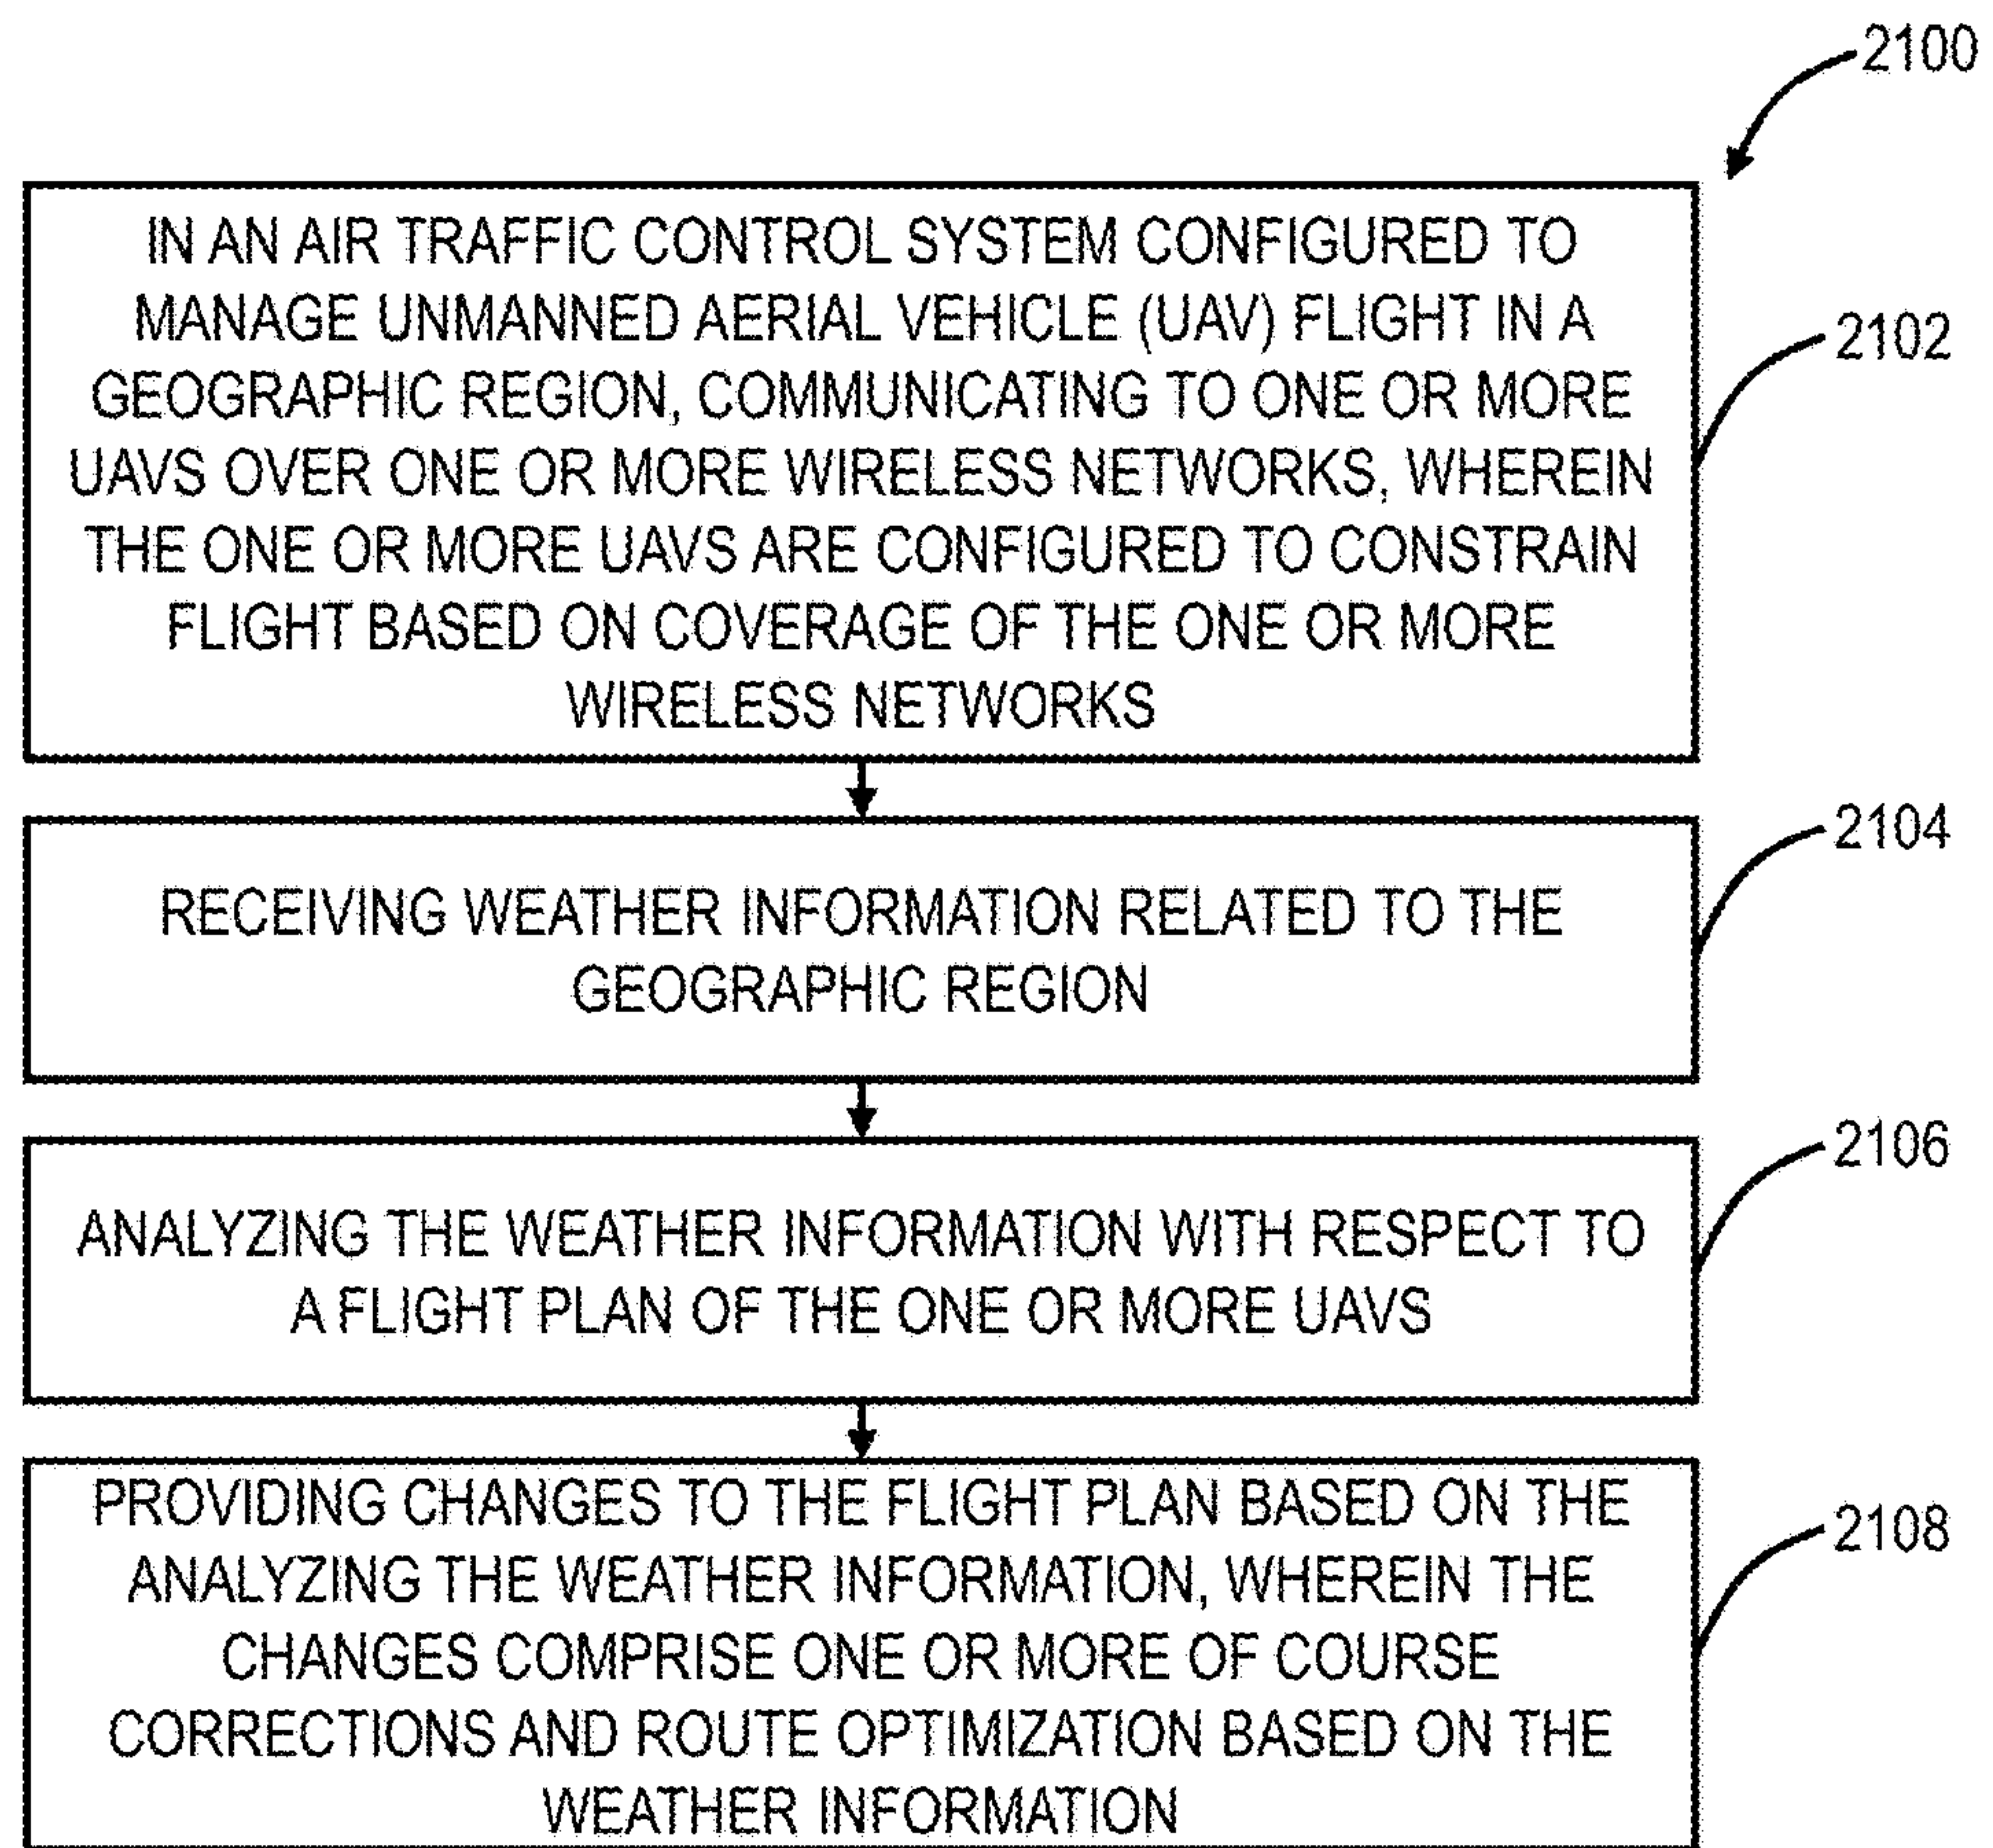 2100
IN AN AIR TRAFFIC CONTROL SYSTEM CONFIGURED TO
MANAGE UNMANNED AERIAL VEHICLE (UAV) FLIGHT IN A
GEOGRAPHIC REGION, COMMUNICATING TO ONE OR MORE
UAVS OVER ONE OR MORE WIRELESS NETWORKS, WHEREIN
THE ONE OR MORE UAVS ARE CONFIGURED TO CONSTRAIN
FLIGHT BASED ON COVERAGE OF THE ONE OR MORE
WIRELESS NETWORKS
2102
RECEIVING WEATHER INFORMATION RELATED TO THE
GEOGRAPHIC REGION
2104
ANALYZING THE WEATHER INFORMATION WITH RESPECT TO
A FLIGHT PLAN OF THE ONE OR MORE UAVS
2106
PROVIDING CHANGES TO THE FLIGHT PLAN BASED ON THE
ANALYZING THE WEATHER INFORMATION, WHEREIN THE
CHANGES COMPRISE ONE OR MORE OF COURSE
CORRECTIONS AND ROUTE OPTIMIZATION BASED ON THE
WEATHER INFORMATION
2108